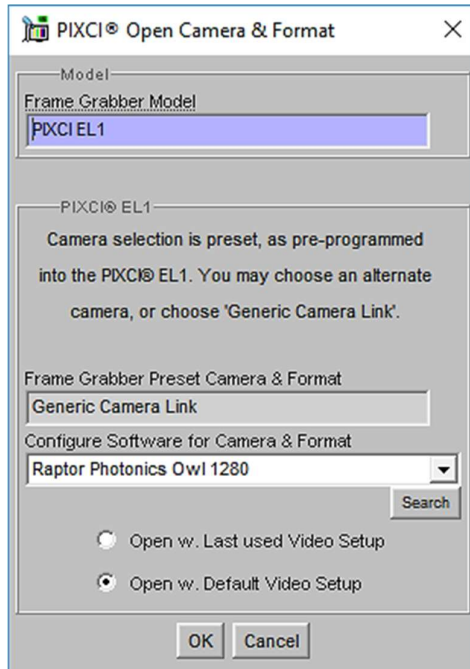 PIXCI® Open Camera & Format
Model
Frame Grabber Model
PIXCI EL1
PIXCI® EL1
Camera selection is preset, as pre-programmed
into the PIXCI® EL1. You may choose an alternate
camera, or choose 'Generic Camera Link'.
Frame Grabber Preset Camera & Format
Generic Camera Link
Configure Software for Camera & Format
Raptor Photonics Owl 1280
Search
Open w. Last used Video Setup
Open w. Default Video Setup
OK Cancel